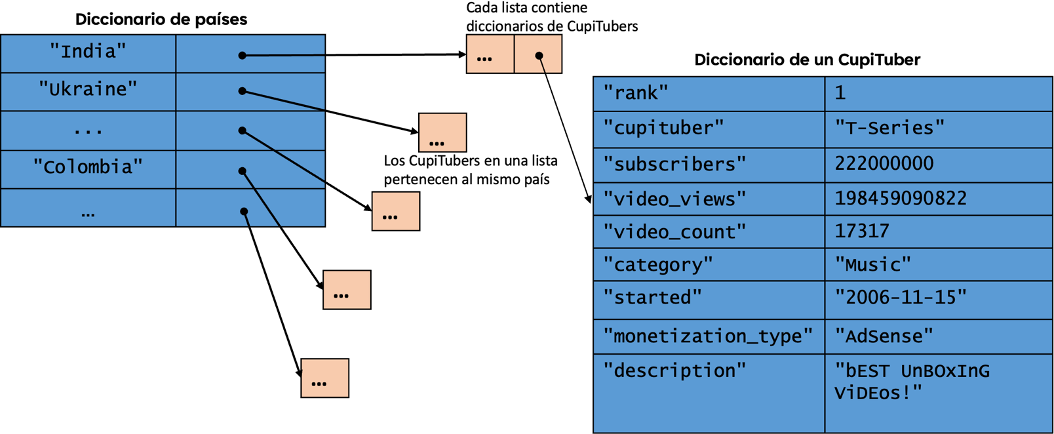 Diccionario de países
"India"
"Ukraine"
...
"Colombia"
...
Cada lista contiene
diccionarios de CupiTubers
...
...
Los CupiTubers en una lista
pertenecen al mismo país
...
...
...
Diccionario de un CupiTuber
"rank" 1
"cupituber" "T-Series"
"subscribers" 222000000
"video_views" 198459090822
"video_count" 17317
"category" "Music"
"started" "2006-11-15"
"monetization_type" "AdSense"
"description" "bEST UnBOxInG
ViDEos!"